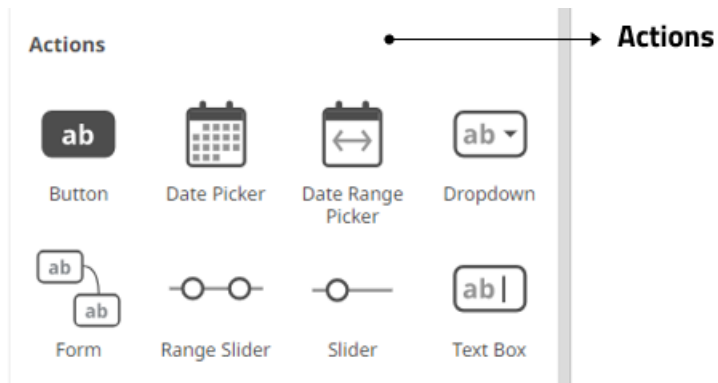 Actions
Actions
ab
ab
Button
Date Picker
Date Range
Picker
Dropdown
ab
ab
ab
Form
Range Slider
Slider
Text Box